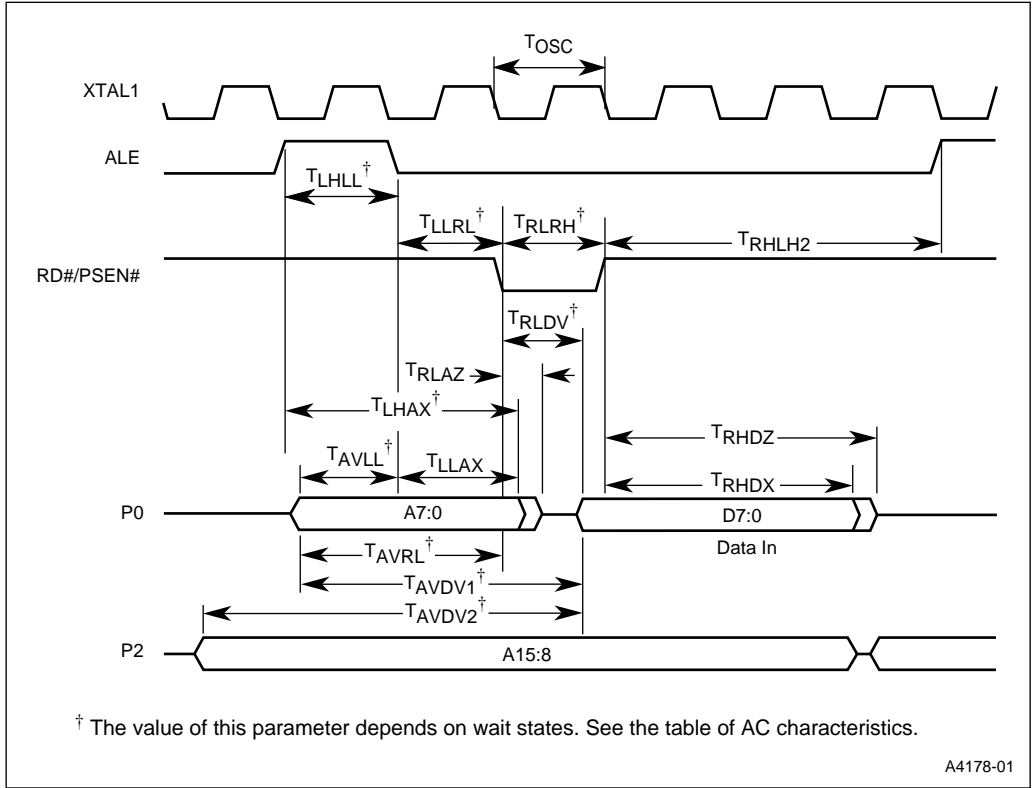 TOSC
XTAL1
ALE
TLHLL†
TLLRL† TRLRH† TRHLH2
RD#/PSEN#
TRLDV†
TRLAZ
TLHAX†
TRHDZ
TAVLL† TLLAX
TRHDX
P0 A7:0 D7:0
Data In
TAVRL†
TAVDV1†
TAVDV2†
P2 A15:8
† The value of this parameter depends on wait states. See the table of AC characteristics.
A4178-01